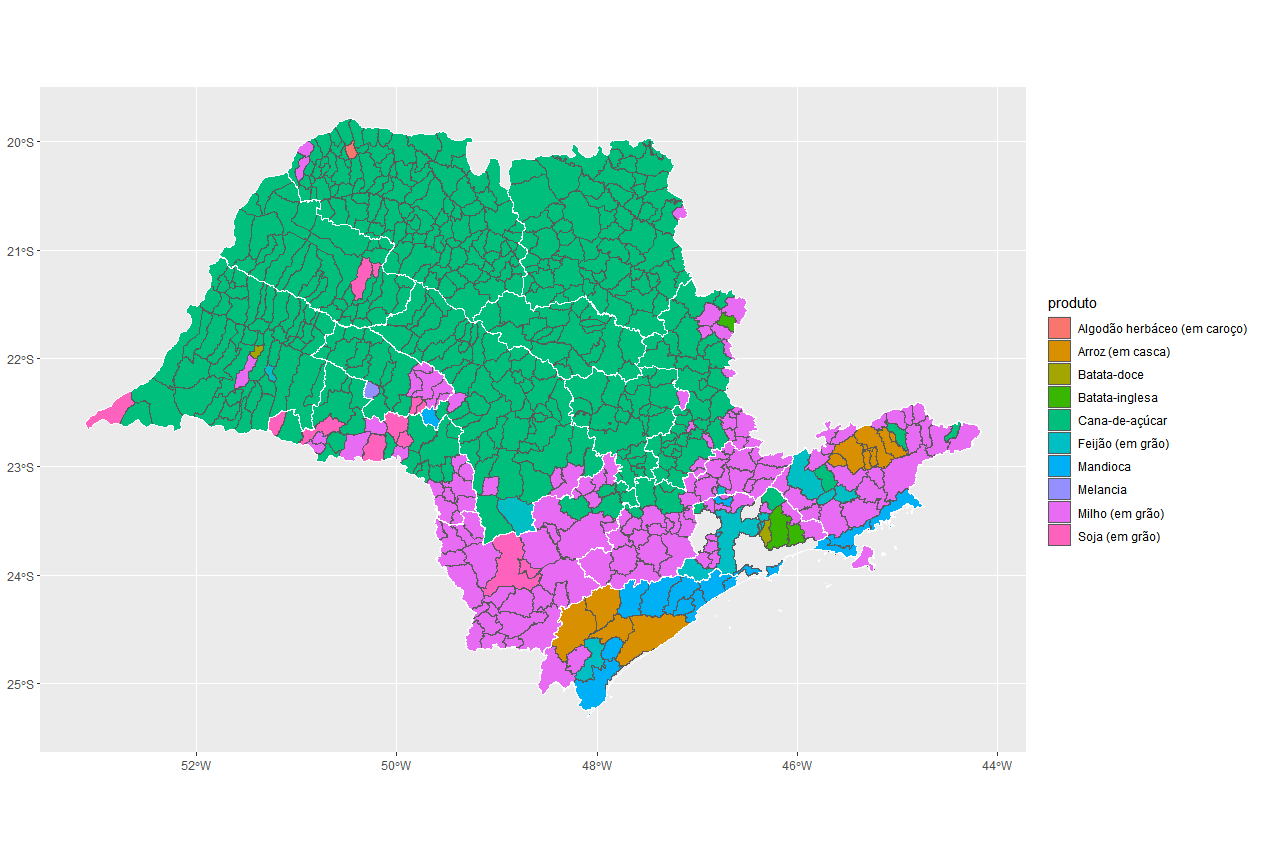 20°S
21°S
22°S
23°S
24°S
25°S
52°W
50°W
48°W
46°W
44°W
produto
Algodão herbáceo (em caroço)
Arroz (em casca)
Batata-doce
Batata-inglesa
Cana-de-açúcar
Feijão (em grão)
Mandioca
Melancia
Milho (em grão)
Soja (em grão)